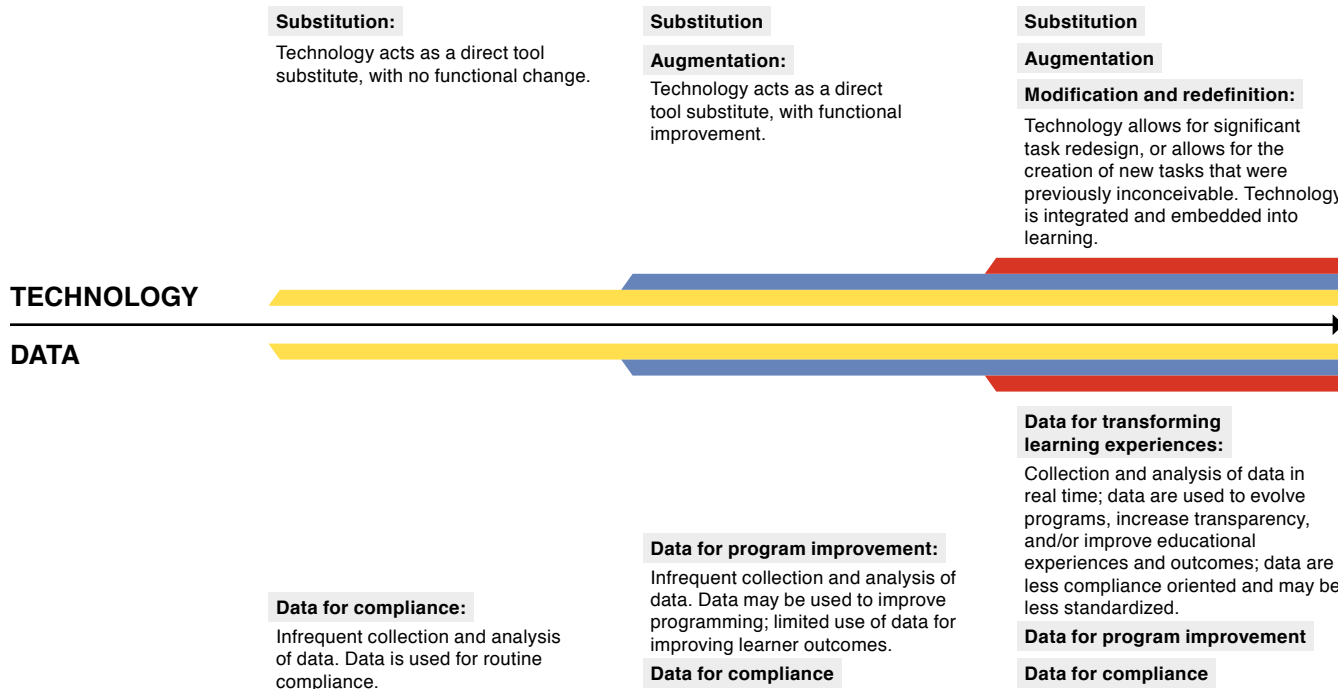 Substitution:
Technology acts as a direct tool
substitute, with no functional change.
Substitution
Augmentation:
Technology acts as a direct
tool substitute, with functional
improvement.
Substitution
Augmentation
Modification and redefinition:
Technology allows for significant
task redesign, or allows for the
creation of new tasks that were
previously inconceivable. Technology
is integrated and embedded into
learning.
TECHNOLOGY
DATA
Data for compliance:
Infrequent collection and analysis
of data. Data is used for routine
compliance.
Data for program improvement:
Infrequent collection and analysis of
data. Data may be used to improve
programming; limited use of data for
improving learner outcomes.
Data for compliance
Data for transforming
learning experiences:
Collection and analysis of data in
real time; data are used to evolve
programs, increase transparency,
and/or improve educational
experiences and outcomes; data are
less compliance oriented and may be
less standardized.
Data for program improvement
Data for compliance